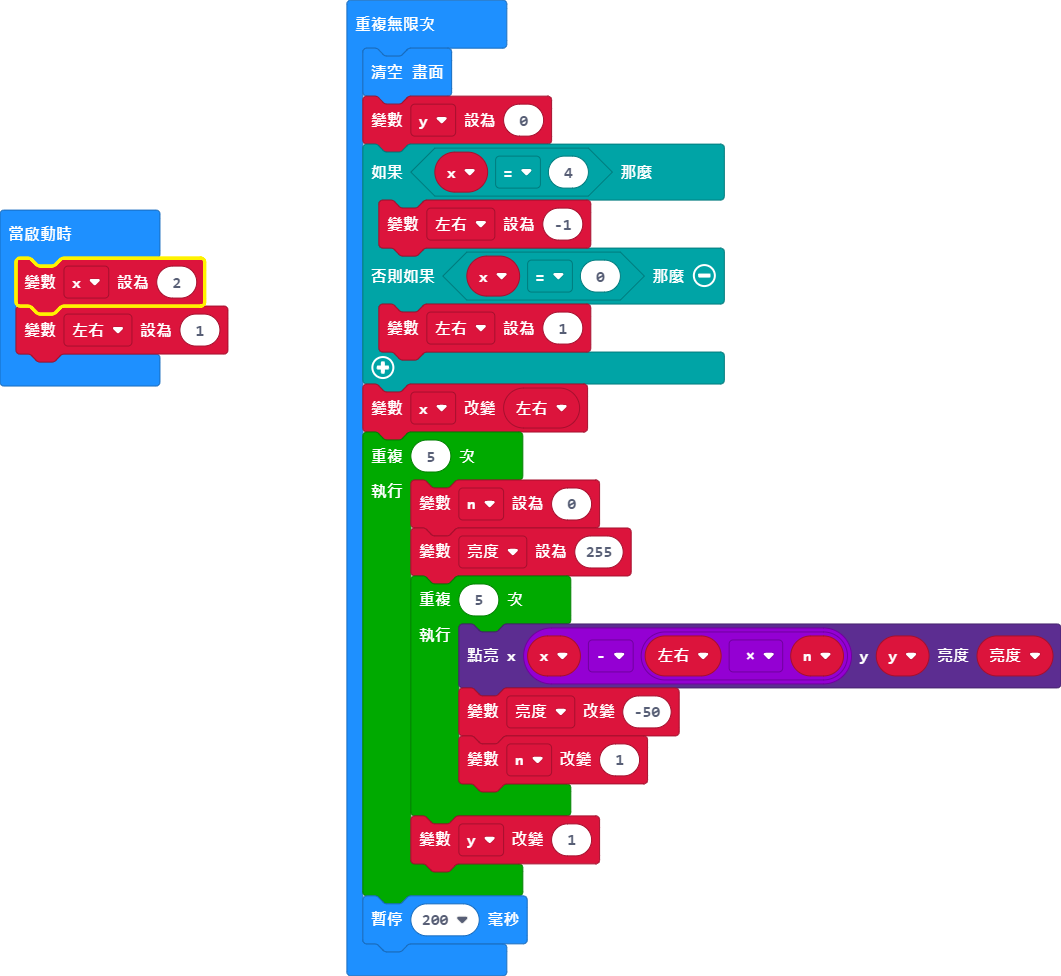 當啟動時
變數 x 設為 2
變數 左右 設為 1
重複無限次
清空 畫面
變數 y 設為 0
如果 x = 4 那麼
變數 左右 設為 -1
否則如果 x = 0 那麼
變數 左右 設為 1
變數 x 改變 左右
重複 5 次
執行
變數 n 設為 0
變數 亮度 設為 255
重複 5 次
執行
點亮 x x - 左右 × n y y 亮度 亮度
變數 亮度 改變 -50
變數 n 改變 1
變數 y 改變 1
暫停 200 毫秒